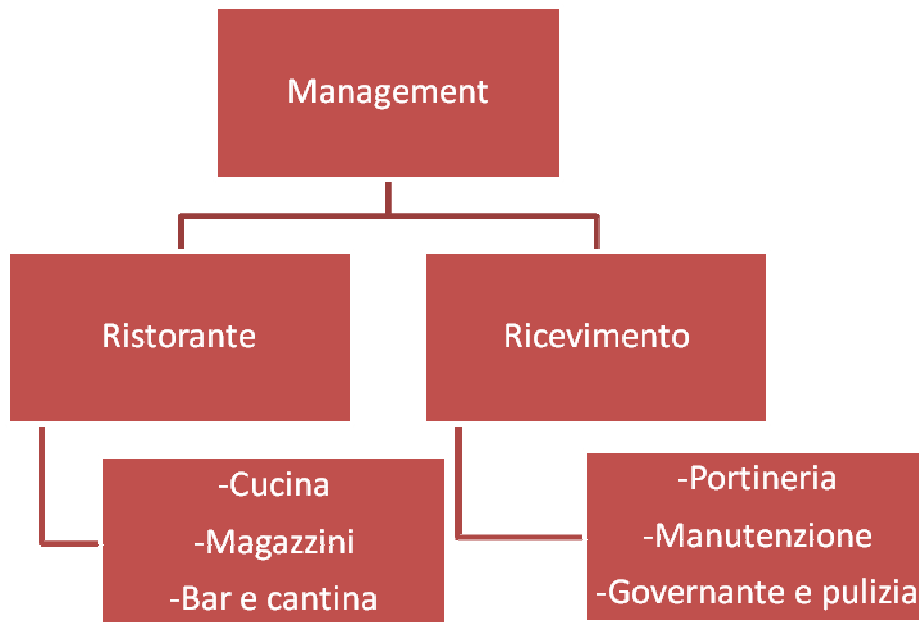 Management
Ristorante
Ricevimento
-Cucina
-Magazzini
-Bar e cantina
-Portineria
-Manutenzione
-Governante e pulizia